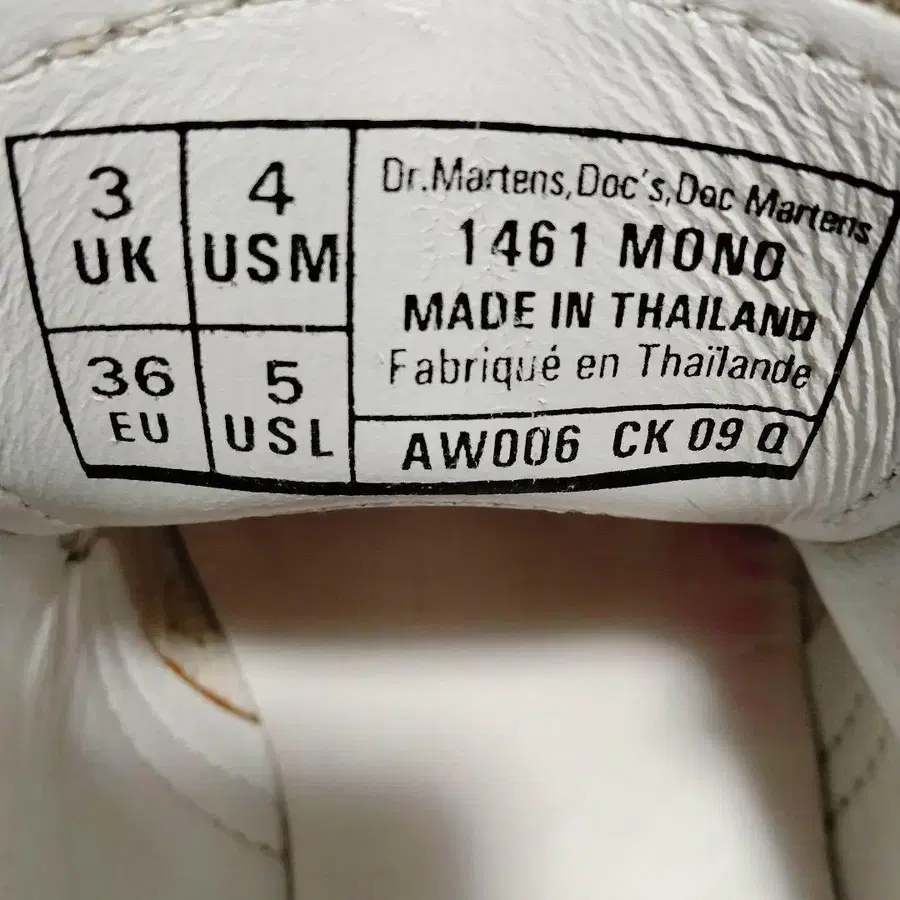 3
UK
4
USM
36
EU
5
USL
Dr.Martens,Doc's,Doc Martens
1461 MONO
MADE IN THAILAND
Fabriqué en Thaïlande
AW006 CK 09 Q